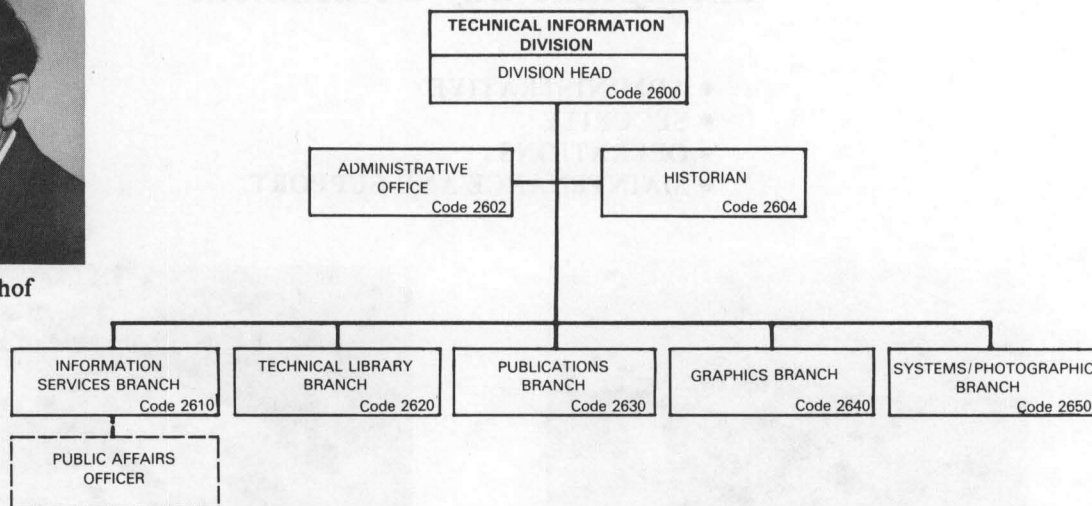 TECHNICAL INFORMATION
DIVISION
DIVISION HEAD
Code 2600
ADMINISTRATIVE
OFFICE
Code 2602
HISTORIAN
Code 2604
hof
INFORMATION
SERVICES BRANCH
Code 2610
TECHNICAL LIBRARY
BRANCH
Code 2620
PUBLICATIONS
BRANCH
Code 2630
GRAPHICS BRANCH
Code 2640
SYSTEMS/PHOTOGRAPHIC
BRANCH
Code 2650
PUBLIC AFFAIRS
OFFICER